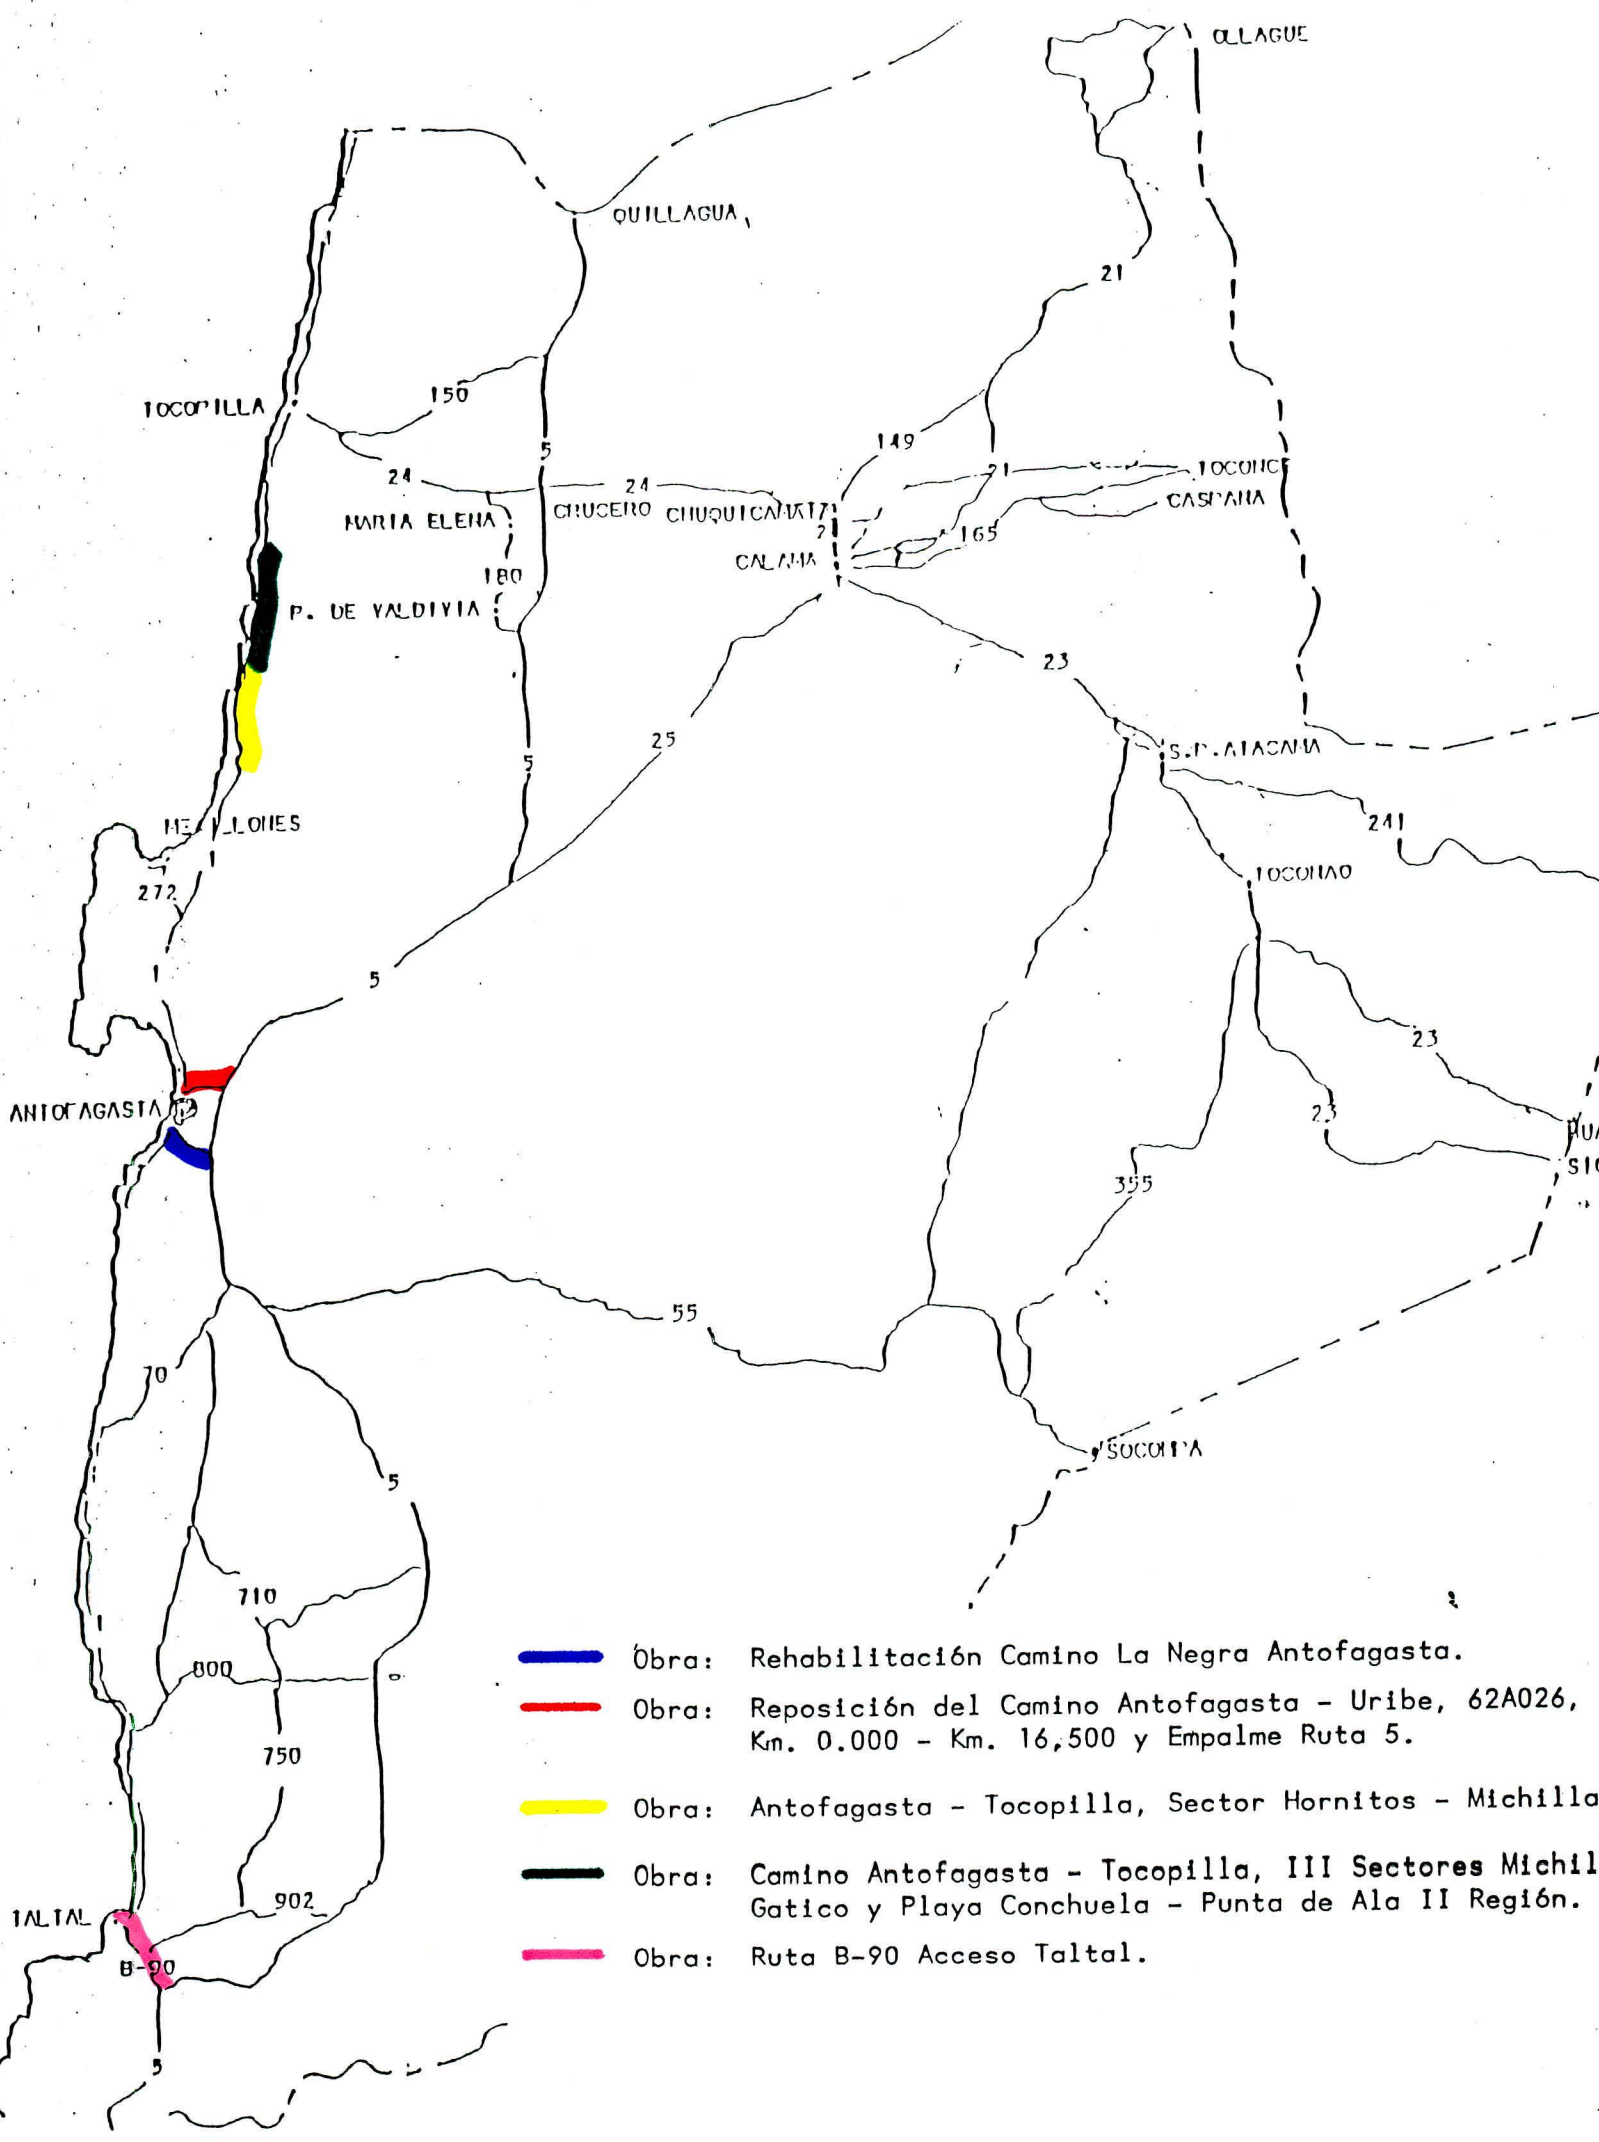 OLLAGUE
QUILLAGUA
21
TOCOPILLA
150
5
149
24
24
21
TOCONCE
CASPANA
MARIA ELENA
CRUCERO
CHUQUICAMATA
165
CALAMA
180
P. DE VALDIVIA
23
25
S.P. ATACAMA
5
241
MEJILLONES
272
TOCONAO
1
5
23
ANTOFAGASTA
23
355
55
70
SOCOMPA
5
710
800
750
902
TALTAL
B-90
5
Obra: Rehabilitación Camino La Negra Antofagasta.
Obra: Reposición del Camino Antofagasta - Uribe, 62A026,
Km. 0.000 - Km. 16,500 y Empalme Ruta 5.
Obra: Antofagasta - Tocopilla, Sector Hornitos - Michilla
Obra: Camino Antofagasta - Tocopilla, III Sectores Michil
Gatico y Playa Conchuela - Punta de Ala II Región.
Obra: Ruta B-90 Acceso Taltal.